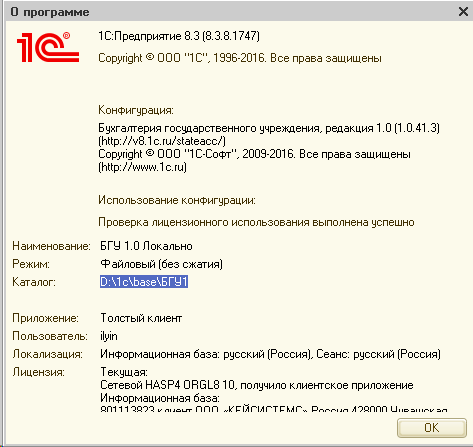 О программе
1С
1С:Предприятие 8.3 (8.3.8.1747)
Copyright © ООО "1С", 1996-2016. Все права защищены
Конфигурация:
Бухгалтерия государственного учреждения, редакция 1.0 (1.0.41.3)
(http://v8.1c.ru/stateacc/)
Copyright © ООО "1С-Софт", 2009-2016. Все права защищены
(http://www.1c.ru)
Использование конфигурации:
Проверка лицензионного использования выполнена успешно
Наименование: БГУ 1.0 Локально
Режим: Файловый (без сжатия)
Каталог: D:\1c\base\БГУ1
Приложение: Толстый клиент
Пользователь: ilyin
Локализация: Информационная база: русский (Россия), Сеанс: русский (Россия)
Лицензия: Текущая:
Сетевой HASP4 ORGL8 10, получило клиентское приложение
Информационная база:
801113823 клиент ООО «КЕЙСИСТЕМС» Россия 428000 Чувашская
OK